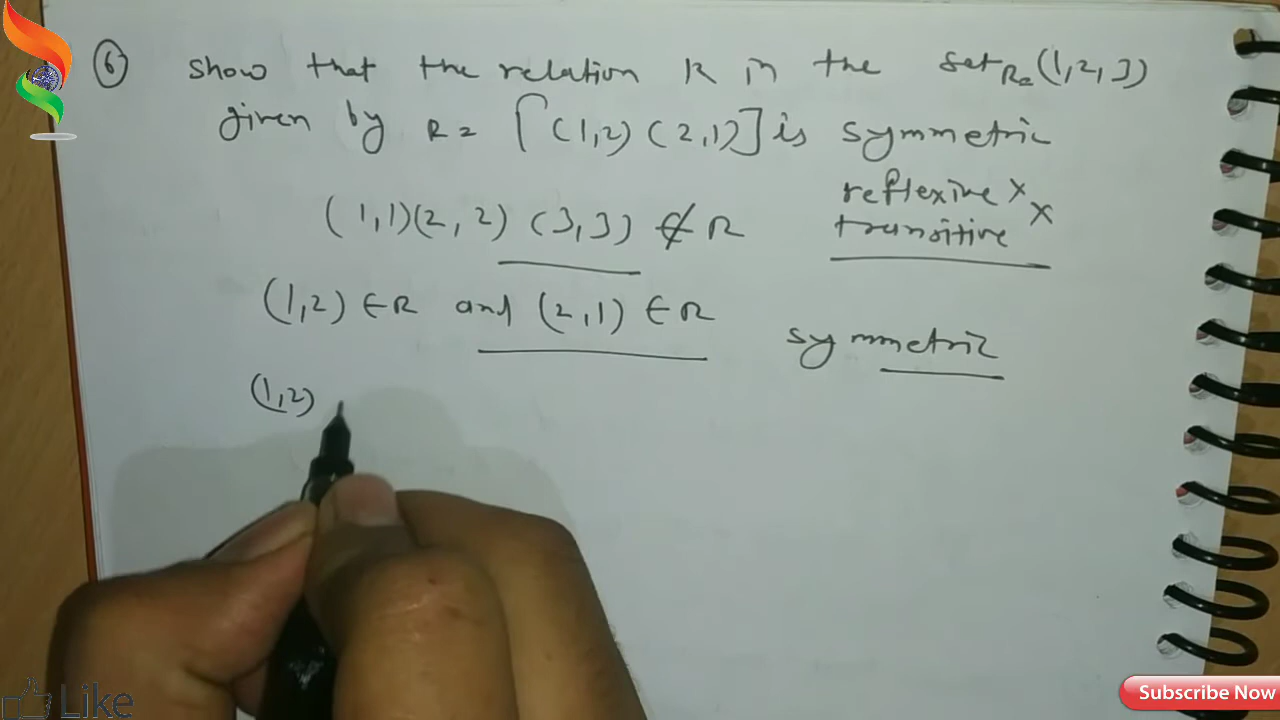 6 Show that the relation R in the set R= (1,2,3)
given by R= [(1,2) (2,1)] is symmetric
reflexive x
transitive x
(1,1)(2,2) (3,3) ∉ R
(1,2) ∈ R and (2,1) ∈ R
symmetric
(1,2)
Like
Subscribe Now